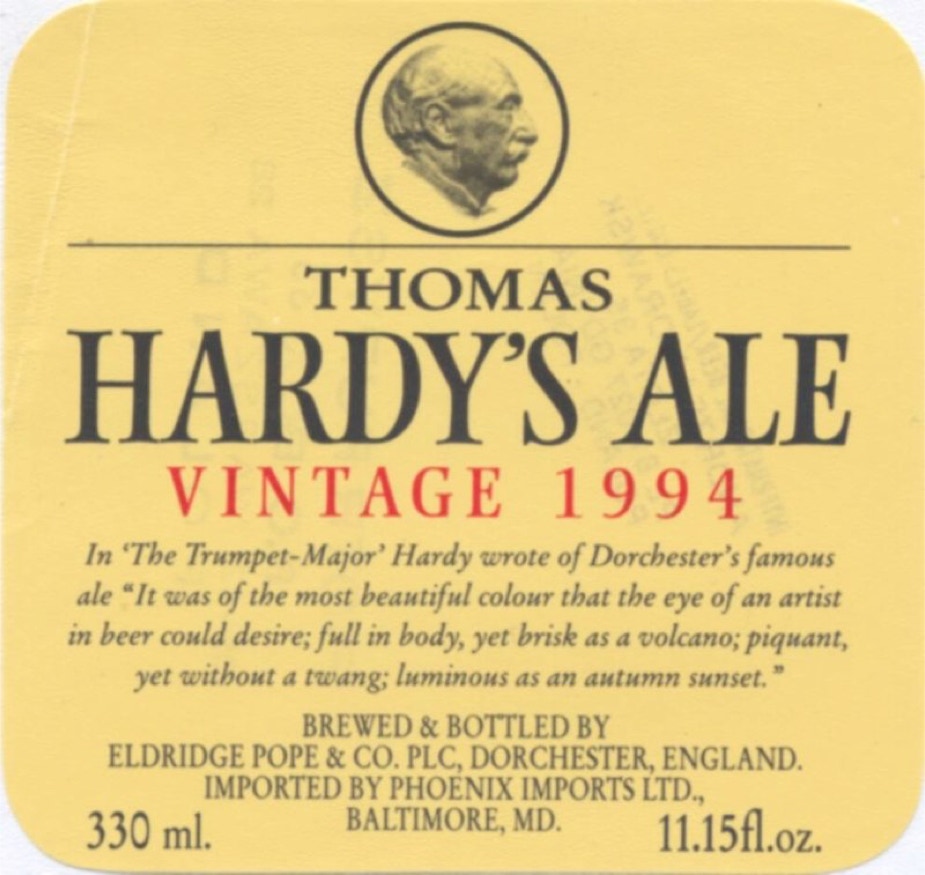 THOMAS
HARDY'S ALE
VINTAGE 1994
In ‘The Trumpet-Major’ Hardy wrote of Dorchester's famous
ale “It was of the most beautiful colour that the eye of an artist
in beer could desire; full in body, yet brisk as a volcano; piquant,
yet without a twang; luminous as an autumn sunset.”
BREWED & BOTTLED BY
ELDRIDGE POPE & CO. PLC, DORCHESTER, ENGLAND.
IMPORTED BY PHOENIX IMPORTS LTD.,
BALTIMORE, MD.
330 ml.
11.15fl.oz.